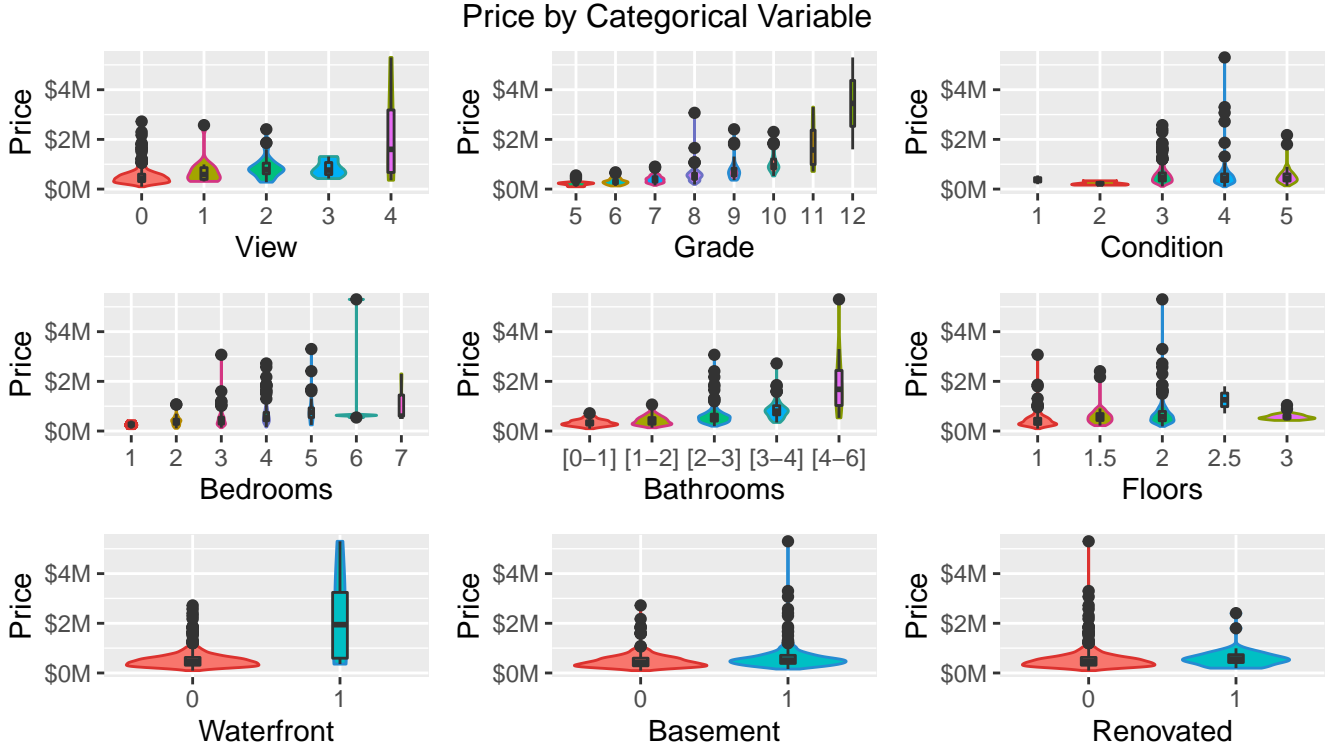 Price by Categorical Variable
Price
$4M
$2M
$0M
0 1 2 3 4
View
Price
$4M
$2M
$0M
5 6 7 8 9 10 11 12
Grade
Price
$4M
$2M
$0M
1 2 3 4 5
Condition
Price
$4M
$2M
$0M
1 2 3 4 5 6 7
Bedrooms
Price
$4M
$2M
$0M
[0−1] [1−2] [2−3] [3−4] [4−6]
Bathrooms
Price
$4M
$2M
$0M
1 1.5 2 2.5 3
Floors
Price
$4M
$2M
$0M
0 1
Waterfront
Price
$4M
$2M
$0M
0 1
Basement
Price
$4M
$2M
$0M
0 1
Renovated